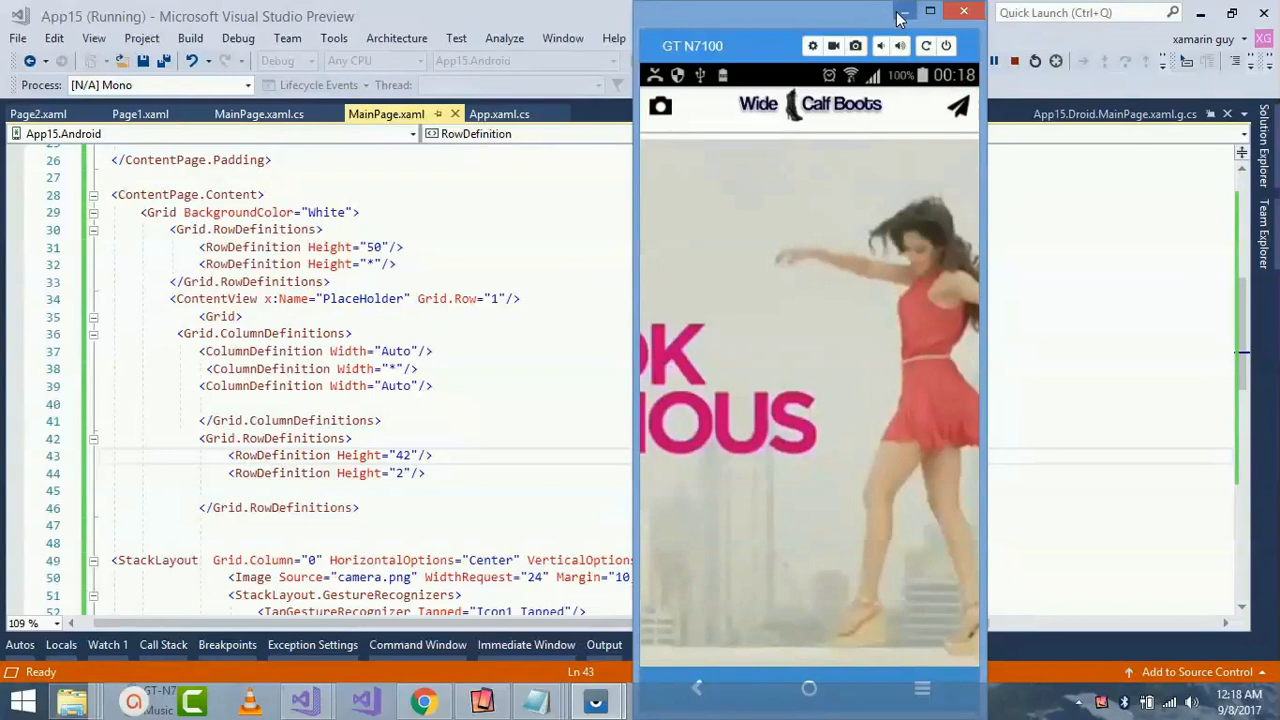 App15 (Running) - Microsoft Visual Studio Preview
Quick Launch (Ctrl+Q)
File
Edit
View
Project
Build
Debug
Team
Tools
xamarin guy
XG
Debug
Any CPU
App15.Android
Process:
[N/A] Mono
Lifecycle Events
Thread:
Page2.xaml
Page1.xaml
MainPage.xaml.cs
MainPage.xaml
App.xaml.cs
App15.Droid.MainPage.xaml.g.cs
App15.Android
RowDefinition
26 </ContentPage.Padding>
27
28 <ContentPage.Content>
29 <Grid BackgroundColor="White">
30 <Grid.RowDefinitions>
31 <RowDefinition Height="50"/>
32 <RowDefinition Height="*"/>
33 </Grid.RowDefinitions>
34 <ContentView x:Name="PlaceHolder" Grid.Row="1"/>
35 <Grid>
36 <Grid.ColumnDefinitions>
37 <ColumnDefinition Width="Auto"/>
38 <ColumnDefinition Width="*"/>
39 <ColumnDefinition Width="Auto"/>
40
41 </Grid.ColumnDefinitions>
42 <Grid.RowDefinitions>
43 <RowDefinition Height="42"/>
44 <RowDefinition Height="2"/>
45
46 </Grid.RowDefinitions>
47
48
49 <StackLayout Grid.Column="0" HorizontalOptions="Center" VerticalOptions
50 <Image Source="camera.png" WidthRequest="24" Margin="10
51 <StackLayout.GestureRecognizers>
52 <TapGestureRecognizer Tapped="Icon1_Tapped"/>
109 %
GT N7100
100% 00:18
Wide Calf Boots
OK
IOUS
Solution Explorer
Team Explorer
Autos
Locals
Watch 1
Call Stack
Breakpoints
Exception Settings
Command Window
Immediate Window
Output
Ready
Ln 43
Add to Source Control
GT-N7
Music
12:18 AM
9/8/2017